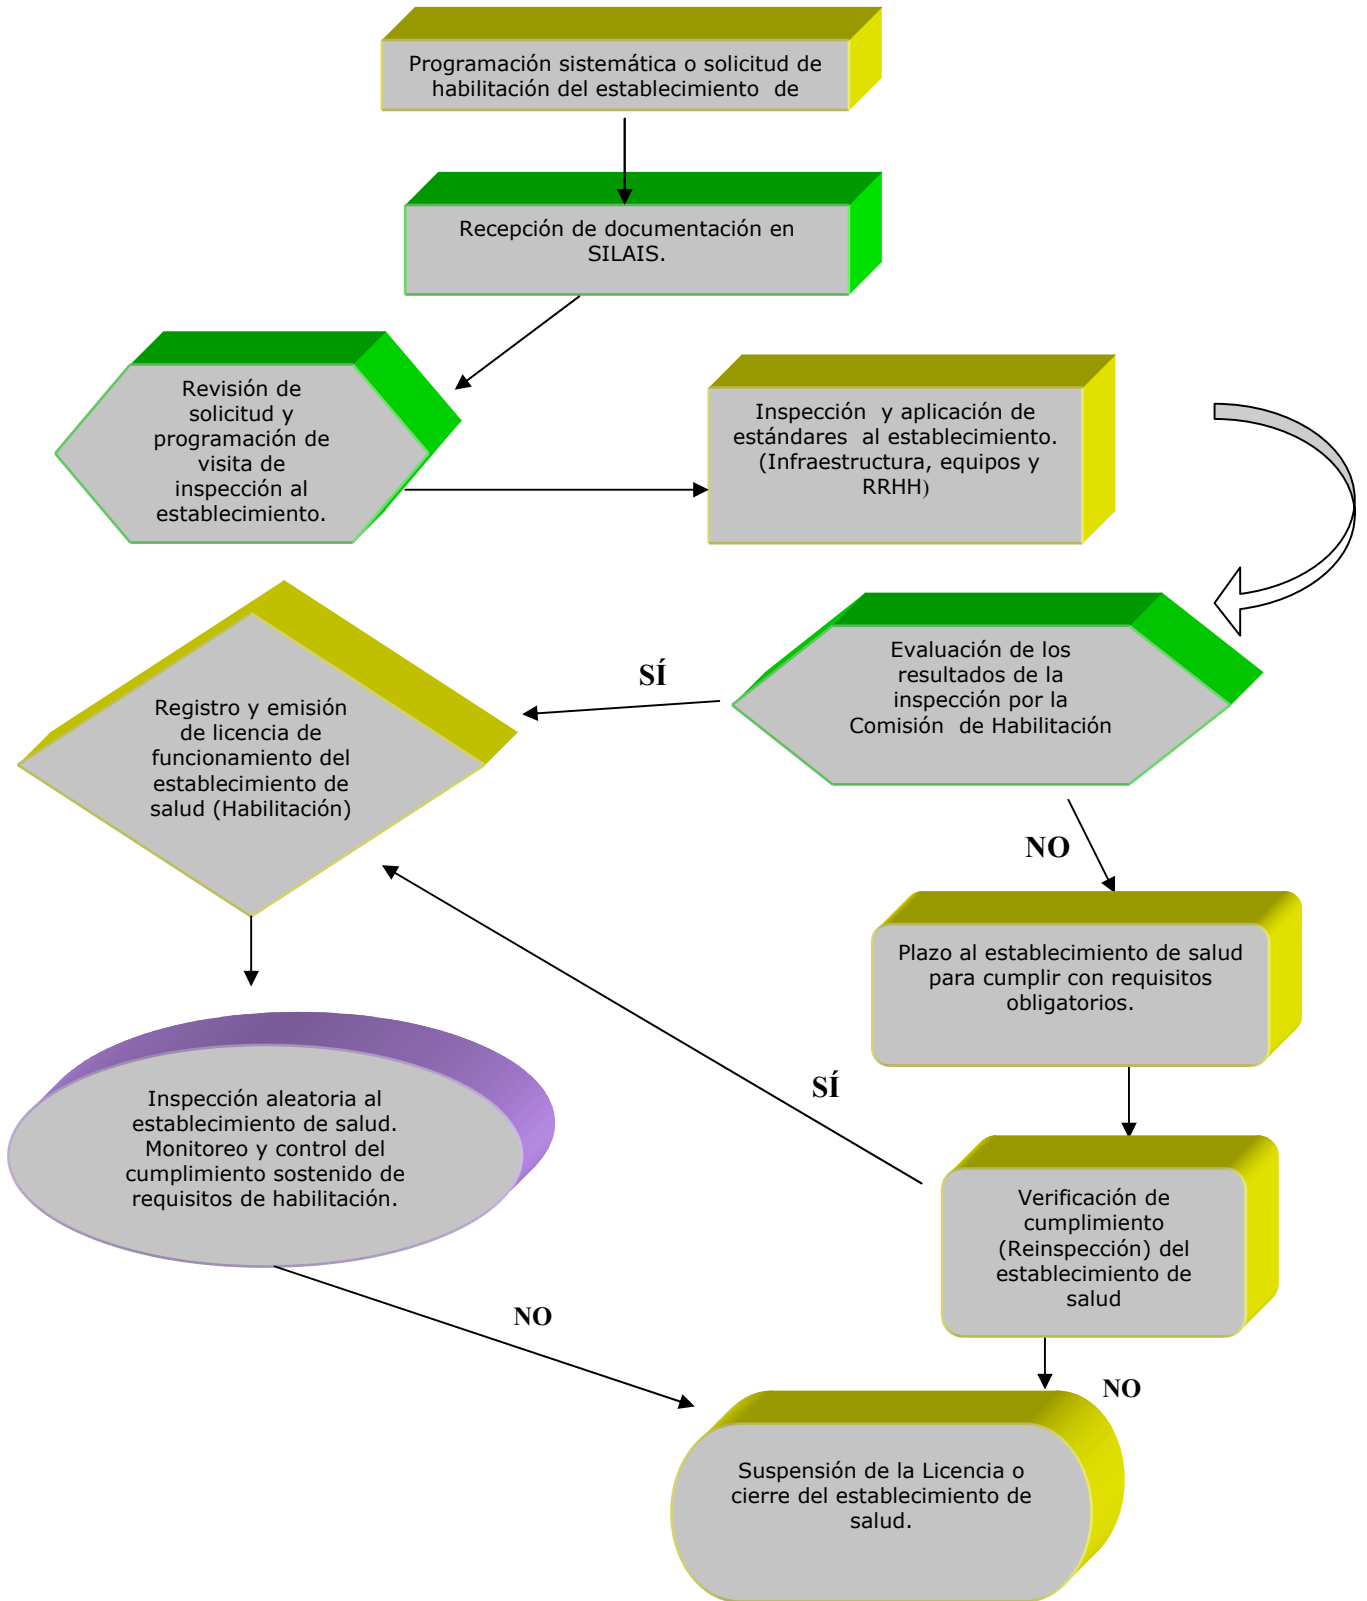 Programación sistemática o solicitud de
habilitación del establecimiento de
Recepción de documentación en
SILAIS.
Revisión de
solicitud y
programación de
visita de
inspección al
establecimiento.
Inspección y aplicación de
estándares al establecimiento.
(Infraestructura, equipos y
RRHH)
Evaluación de los
resultados de la
inspección por la
Comisión de Habilitación
SÍ
Registro y emisión
de licencia de
funcionamiento del
establecimiento de
salud (Habilitación)
NO
Plazo al establecimiento de salud
para cumplir con requisitos
obligatorios.
SÍ
Inspección aleatoria al
establecimiento de salud.
Monitoreo y control del
cumplimiento sostenido de
requisitos de habilitación.
Verificación de
cumplimiento
(Reinspección) del
establecimiento de
salud
NO
NO
Suspensión de la Licencia o
cierre del establecimiento de
salud.